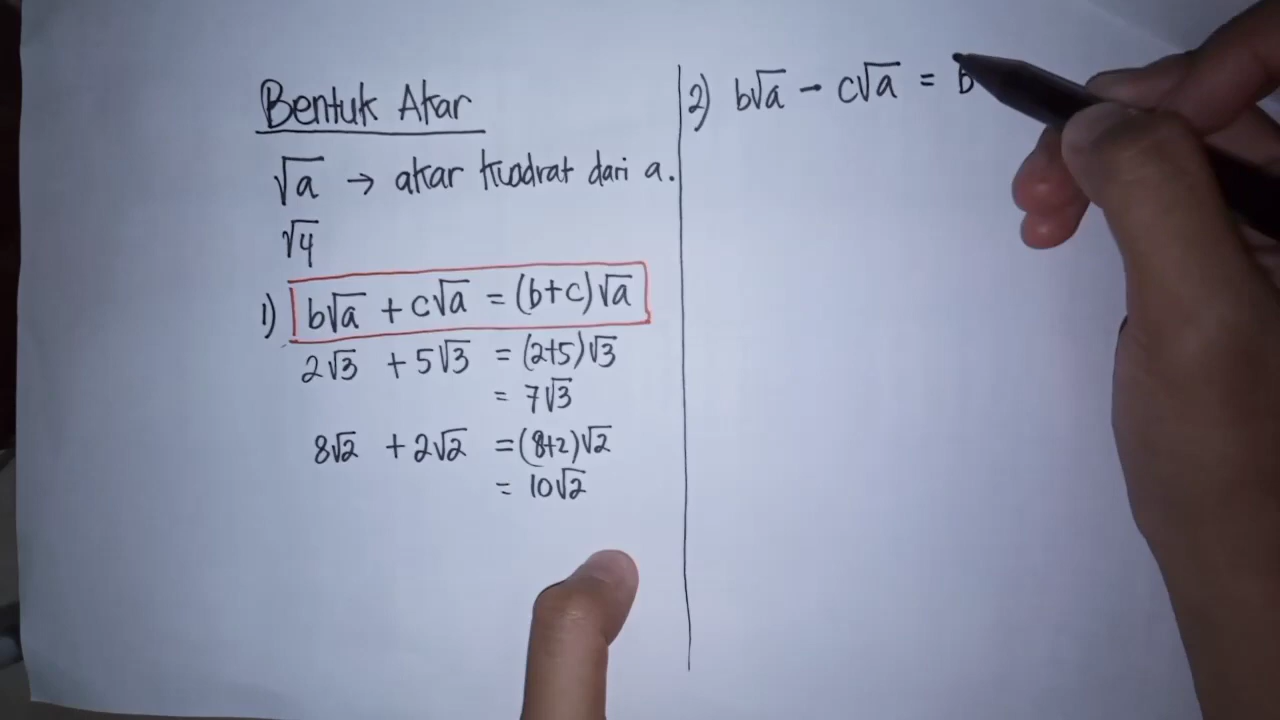 Bentuk Akar
√a → akar kuadrat dari a.
√4
1) b√a + c√a = (b+c)√a
2√3 + 5√3 = (2+5)√3
= 7√3
8√2 + 2√2 = (8+2)√2
= 10√2
2) b√a - c√a = b